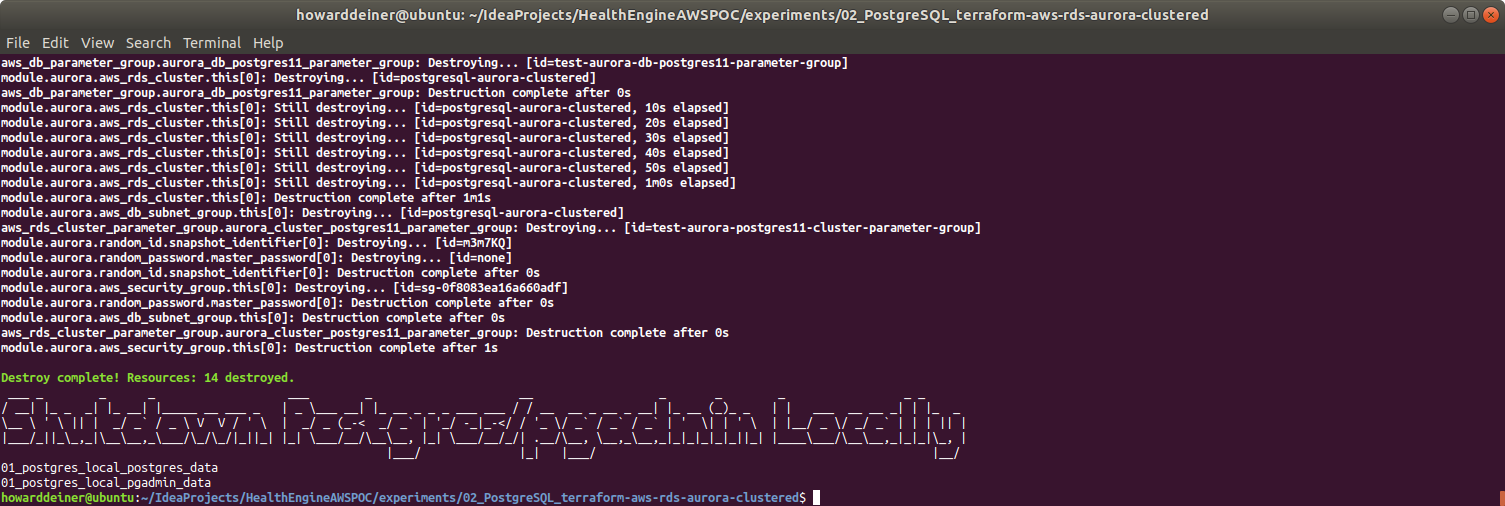 howarddeiner@ubuntu: ~/IdeaProjects/HealthEngineAWSPOC/experiments/02_PostgreSQL_terraform-aws-rds-aurora-clustered
File Edit View Search Terminal Help
aws_db_parameter_group.aurora_db_postgres11_parameter_group: Destroying... [id=test-aurora-db-postgres11-parameter-group]
module.aurora.aws_rds_cluster.this[0]: Destroying... [id=postgresql-aurora-clustered]
aws_db_parameter_group.aurora_db_postgres11_parameter_group: Destruction complete after 0s
module.aurora.aws_rds_cluster.this[0]: Still destroying... [id=postgresql-aurora-clustered, 10s elapsed]
module.aurora.aws_rds_cluster.this[0]: Still destroying... [id=postgresql-aurora-clustered, 20s elapsed]
module.aurora.aws_rds_cluster.this[0]: Still destroying... [id=postgresql-aurora-clustered, 30s elapsed]
module.aurora.aws_rds_cluster.this[0]: Still destroying... [id=postgresql-aurora-clustered, 40s elapsed]
module.aurora.aws_rds_cluster.this[0]: Still destroying... [id=postgresql-aurora-clustered, 50s elapsed]
module.aurora.aws_rds_cluster.this[0]: Still destroying... [id=postgresql-aurora-clustered, 1m0s elapsed]
module.aurora.aws_rds_cluster.this[0]: Destruction complete after 1m1s
module.aurora.aws_db_subnet_group.this[0]: Destroying... [id=postgresql-aurora-clustered]
aws_rds_cluster_parameter_group.aurora_cluster_postgres11_parameter_group: Destroying... [id=test-aurora-postgres11-cluster-parameter-group]
module.aurora.random_id.snapshot_identifier[0]: Destroying... [id=m3m7KQ]
module.aurora.random_password.master_password[0]: Destroying... [id=none]
module.aurora.random_id.snapshot_identifier[0]: Destruction complete after 0s
module.aurora.aws_security_group.this[0]: Destroying... [id=sg-0f8083ea16a660adf]
module.aurora.random_password.master_password[0]: Destruction complete after 0s
module.aurora.aws_db_subnet_group.this[0]: Destruction complete after 0s
aws_rds_cluster_parameter_group.aurora_cluster_postgres11_parameter_group: Destruction complete after 0s
module.aurora.aws_security_group.this[0]: Destruction complete after 1s
Destroy complete! Resources: 14 destroyed.
Shutdown Postgres/pgadmin Locally
01_postgres_local_postgres_data
01_postgres_local_pgadmin_data
howarddeiner@ubuntu:~/IdeaProjects/HealthEngineAWSPOC/experiments/02_PostgreSQL_terraform-aws-rds-aurora-clustered$